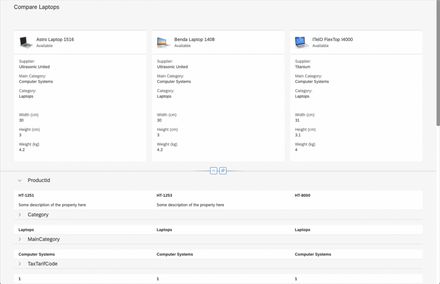 Compare Laptops
Astro Laptop 1516
Available
Supplier:
Ultrasonic United
Main Category:
Computer Systems
Category:
Laptops
Width (cm)
30
Height (cm)
3
Weight (kg)
4.2
Benda Laptop 1408
Available
Supplier:
Ultrasonic United
Main Category:
Computer Systems
Category:
Laptops
Width (cm)
30
Height (cm)
3
Weight (kg)
4.2
ITelO FlexTop I4000
Available
Supplier:
Titanium
Main Category:
Computer Systems
Category:
Laptops
Width (cm)
31
Height (cm)
3.1
Weight (kg)
4
ProductId
HT-1251 HT-1253 HT-8000
Some description of the property here Some description of the property here
Category
Laptops Laptops Laptops
MainCategory
Computer Systems Computer Systems Computer Systems
TaxTarifCode
1 1 1